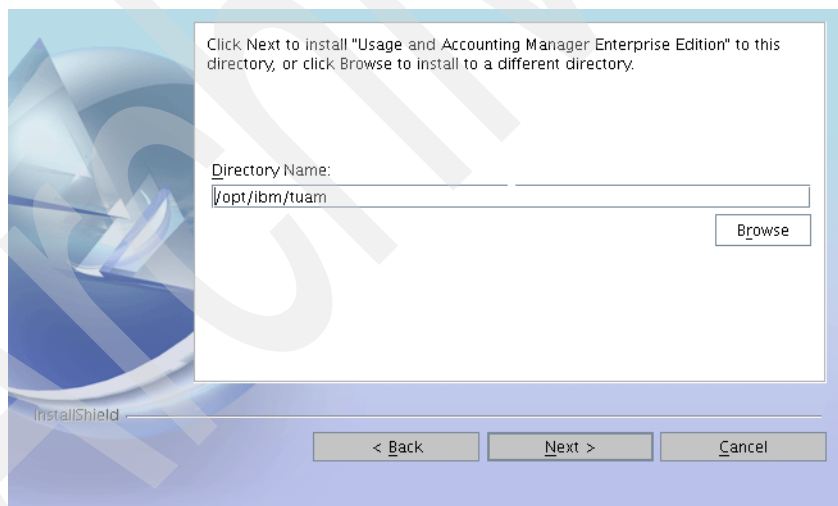 Click Next to install "Usage and Accounting Manager Enterprise Edition" to this
directory, or click Browse to install to a different directory.
Directory Name:
/opt/ibm/tuam
Browse
InstallShield
< Back Next > Cancel